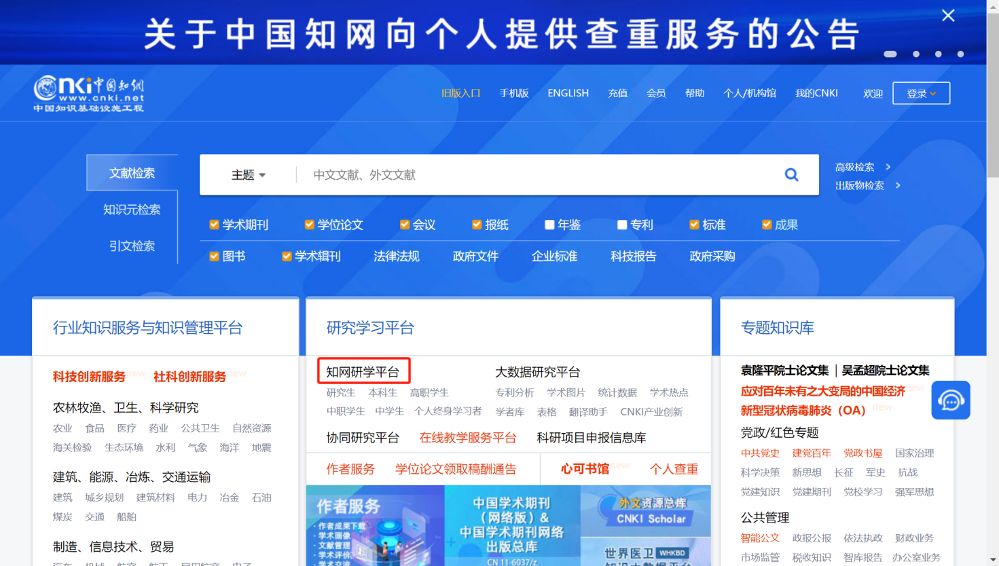 关于中国知网向个人提供查重服务的公告
cnki中国知网
www.cnki.net
中国知识基础设施工程
旧版入口 手机版 ENGLISH 充值 会员 帮助 个人/机构馆 我的CNKI 欢迎 登录
文献检索
知识元检索
引文检索
主题 中文文献、外文文献
高级检索 >
出版物检索 >
学术期刊 学位论文 会议 报纸 年鉴 专利 标准 成果
图书 学术辑刊 法律法规 政府文件 企业标准 科技报告 政府采购
行业知识服务与知识管理平台
科技创新服务new 社科创新服务new
农林牧渔、卫生、科学研究
农业 食品 医疗 药业 公共卫生 自然资源
海关检验 生态环境 水利 气象 海洋 地震
建筑、能源、冶炼、交通运输
建筑 城乡规划 建筑材料 电力 冶金 石油
煤炭 交通 船舶
制造、信息技术、贸易
研究学习平台
知网研学平台
研究生 本科生 高职学生
中职学生 中学生 个人终身学习者
大数据研究平台
专利分析 学术图片 统计数据 学术热点
学者库 表格 翻译助手 CNKI产业创新
协同研究平台 在线教学服务平台 科研项目申报信息库
作者服务 学位论文领取稿酬通告 心可书馆new 个人查重
作者服务
·作者成果下载
·学术画像
·文献管理
·学术评价
·学术交流
中国学术期刊
（网络版）&
中国学术期刊网络
出版总库
CN 11-6037/z
外文资源总库
CNKI Scholar
世界医卫 WHKBD
专题知识库
袁隆平院士论文集 | 吴孟超院士论文集
应对百年未有之大变局的中国经济new
新型冠状病毒肺炎（OA）new
党政/红色专题
中共党史 建党百年 党政书屋 国家治理
科学决策 新思想 长征 军史 抗战
党建知识 党建期刊 党校学习 强军思想
公共管理
智能公文 政报公报 依法执政 财政业务
市场监管 税收知识 智库报告 办公室业务